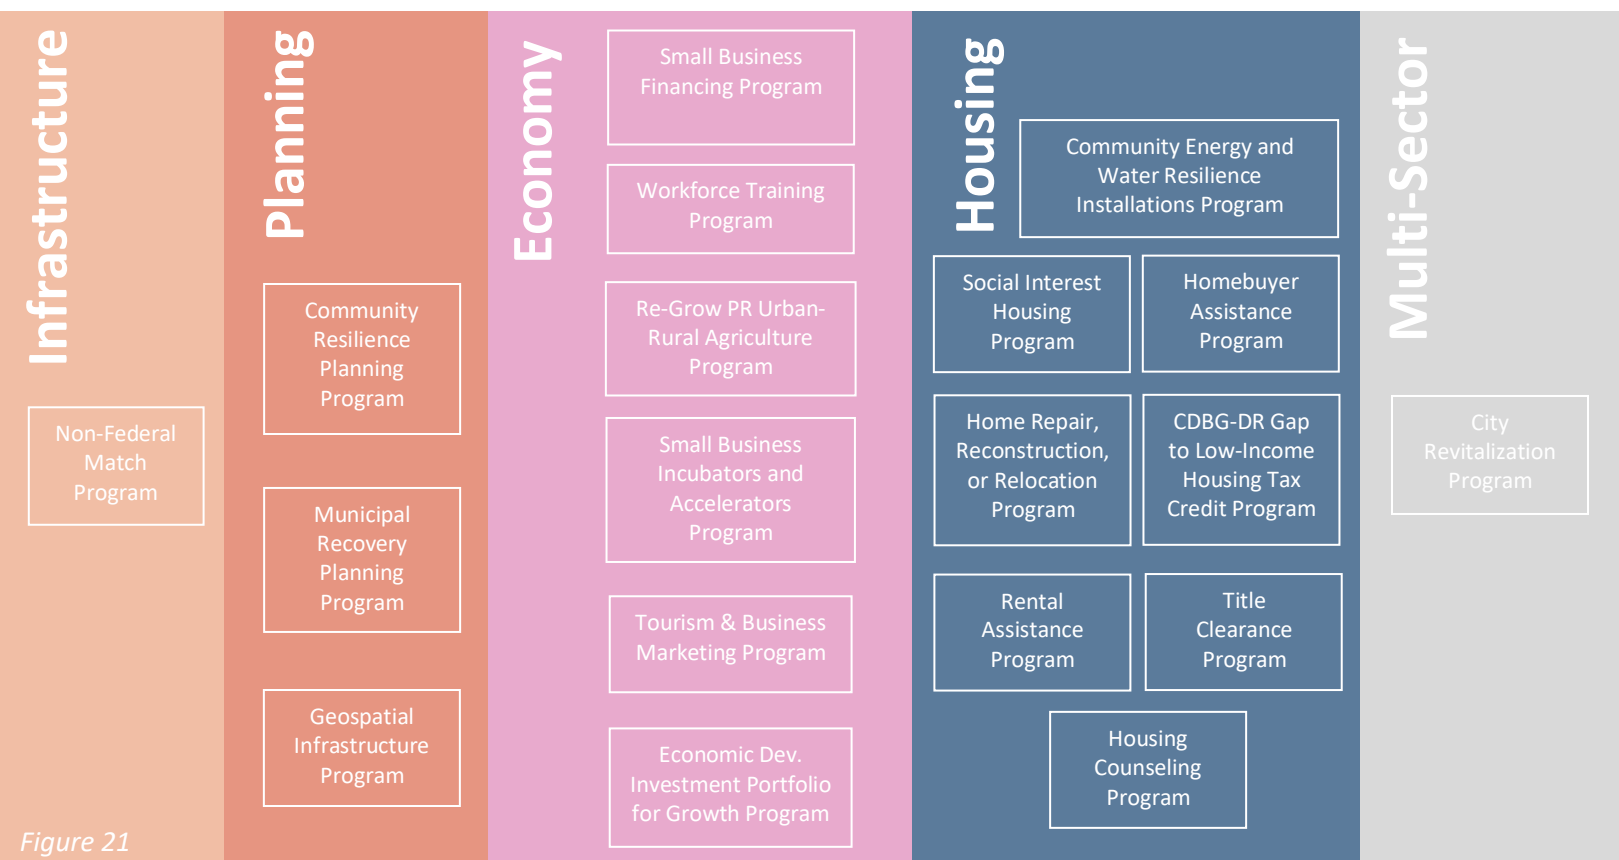 Infrastructure
Non-Federal
Match
Program
Planning
Community
Resilience
Planning
Program
Municipal
Recovery
Planning
Program
Geospatial
Infrastructure
Program
Economy
Small Business
Financing Program
Workforce Training
Program
Re-Grow PR Urban-
Rural Agriculture
Program
Small Business
Incubators and
Accelerators
Program
Tourism & Business
Marketing Program
Economic Dev.
Investment Portfolio
for Growth Program
Housing
Community Energy and
Water Resilience
Installations Program
Social Interest
Housing
Program
Homebuyer
Assistance
Program
Home Repair,
Reconstruction,
or Relocation
Program
CDBG-DR Gap
to Low-Income
Housing Tax
Credit Program
Rental
Assistance
Program
Title
Clearance
Program
Housing
Counseling
Program
Multi-Sector
City
Revitalization
Program
Figure 21